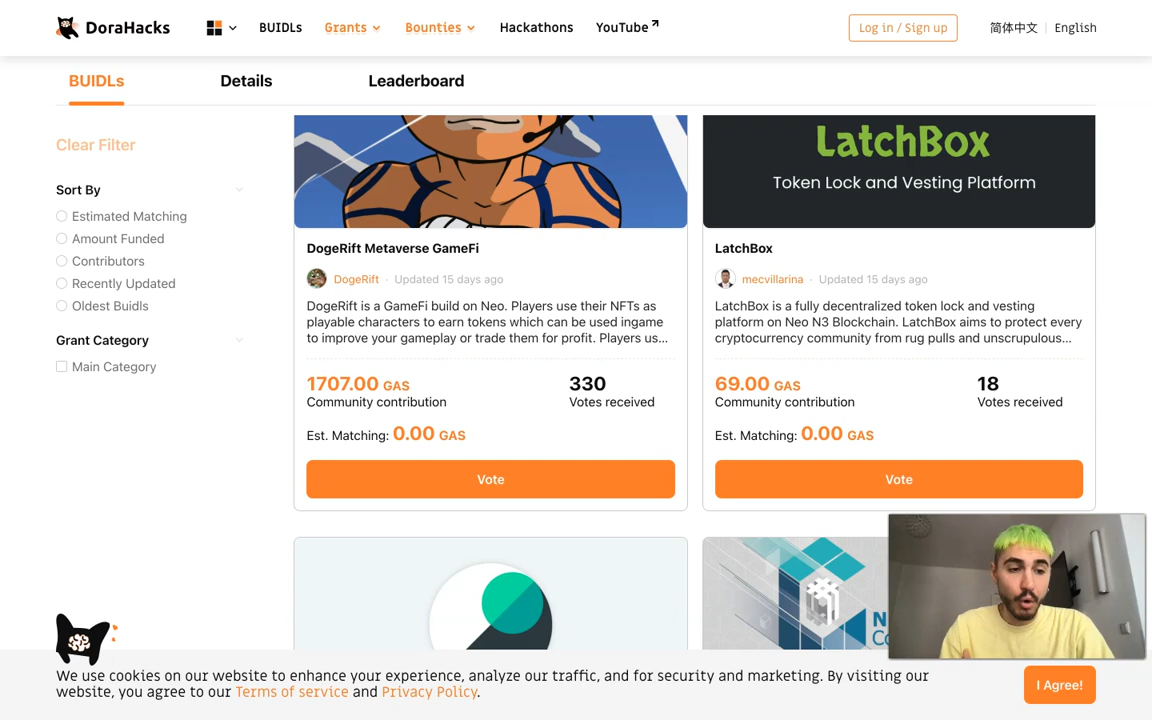 DoraHacks
BUIDLs
Grants
Bounties
Hackathons
YouTube
Log in / Sign up
简体中文
English
BUIDLs
Details
Leaderboard
Clear Filter
Sort By
Estimated Matching
Amount Funded
Contributors
Recently Updated
Oldest Buidls
Grant Category
Main Category
DogeRift Metaverse GameFi
DogeRift · Updated 15 days ago
DogeRift is a GameFi build on Neo. Players use their NFTs as
playable characters to earn tokens which can be used ingame
to improve your gameplay or trade them for profit. Players us...
1707.00 GAS
Community contribution
330
Votes received
Est. Matching: 0.00 GAS
Vote
LatchBox
Token Lock and Vesting Platform
LatchBox
mecvillarina · Updated 15 days ago
LatchBox is a fully decentralized token lock and vesting
platform on Neo N3 Blockchain. LatchBox aims to protect every
cryptocurrency community from rug pulls and unscrupulous...
69.00 GAS
Community contribution
18
Votes received
Est. Matching: 0.00 GAS
Vote
We use cookies on our website to enhance your experience, analyze our traffic, and for security and marketing. By visiting our
website, you agree to our Terms of service and Privacy Policy.
I Agree!